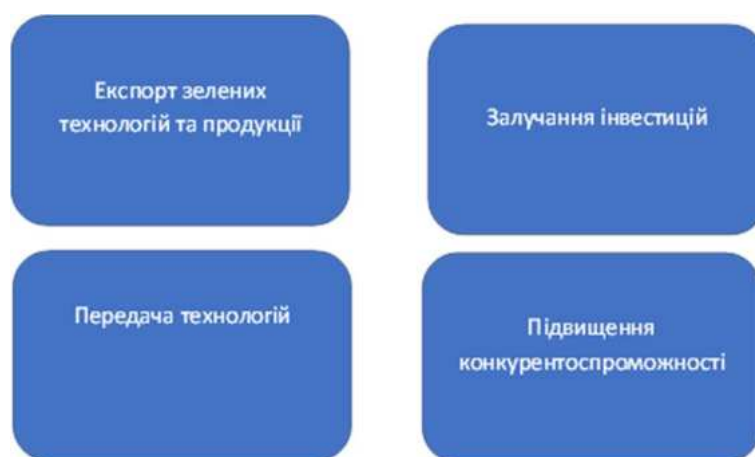 Експорт зелених
технологій та продукції
Залучання інвестицій
Передача технологій
Підвищення
конкурентоспроможності